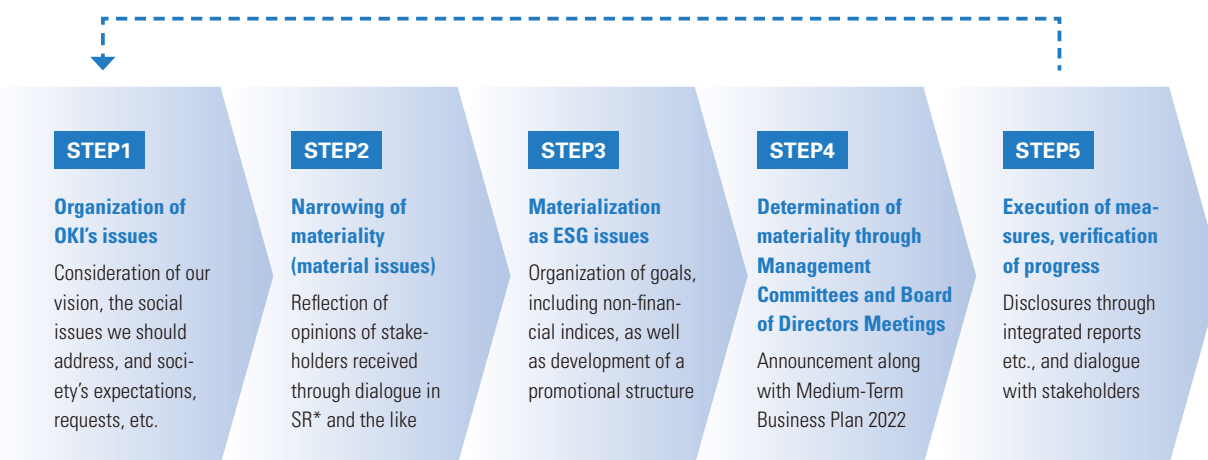 STEP1
Organization of
OKI’s issues
Consideration of our
vision, the social
issues we should
address, and soci-
ety’s expectations,
requests, etc.
STEP2
Narrowing of
materiality
(material issues)
Reflection of
opinions of stake-
holders received
through dialogue in
SR* and the like
STEP3
Materialization
as ESG issues
Organization of goals,
including non-finan-
cial indices, as well
as development of a
promotional structure
STEP4
Determination of
materiality through
Management
Committees and Board
of Directors Meetings
Announcement along
with Medium-Term
Business Plan 2022
STEP5
Execution of mea-
sures, verification
of progress
Disclosures through
integrated reports
etc., and dialogue
with stakeholders